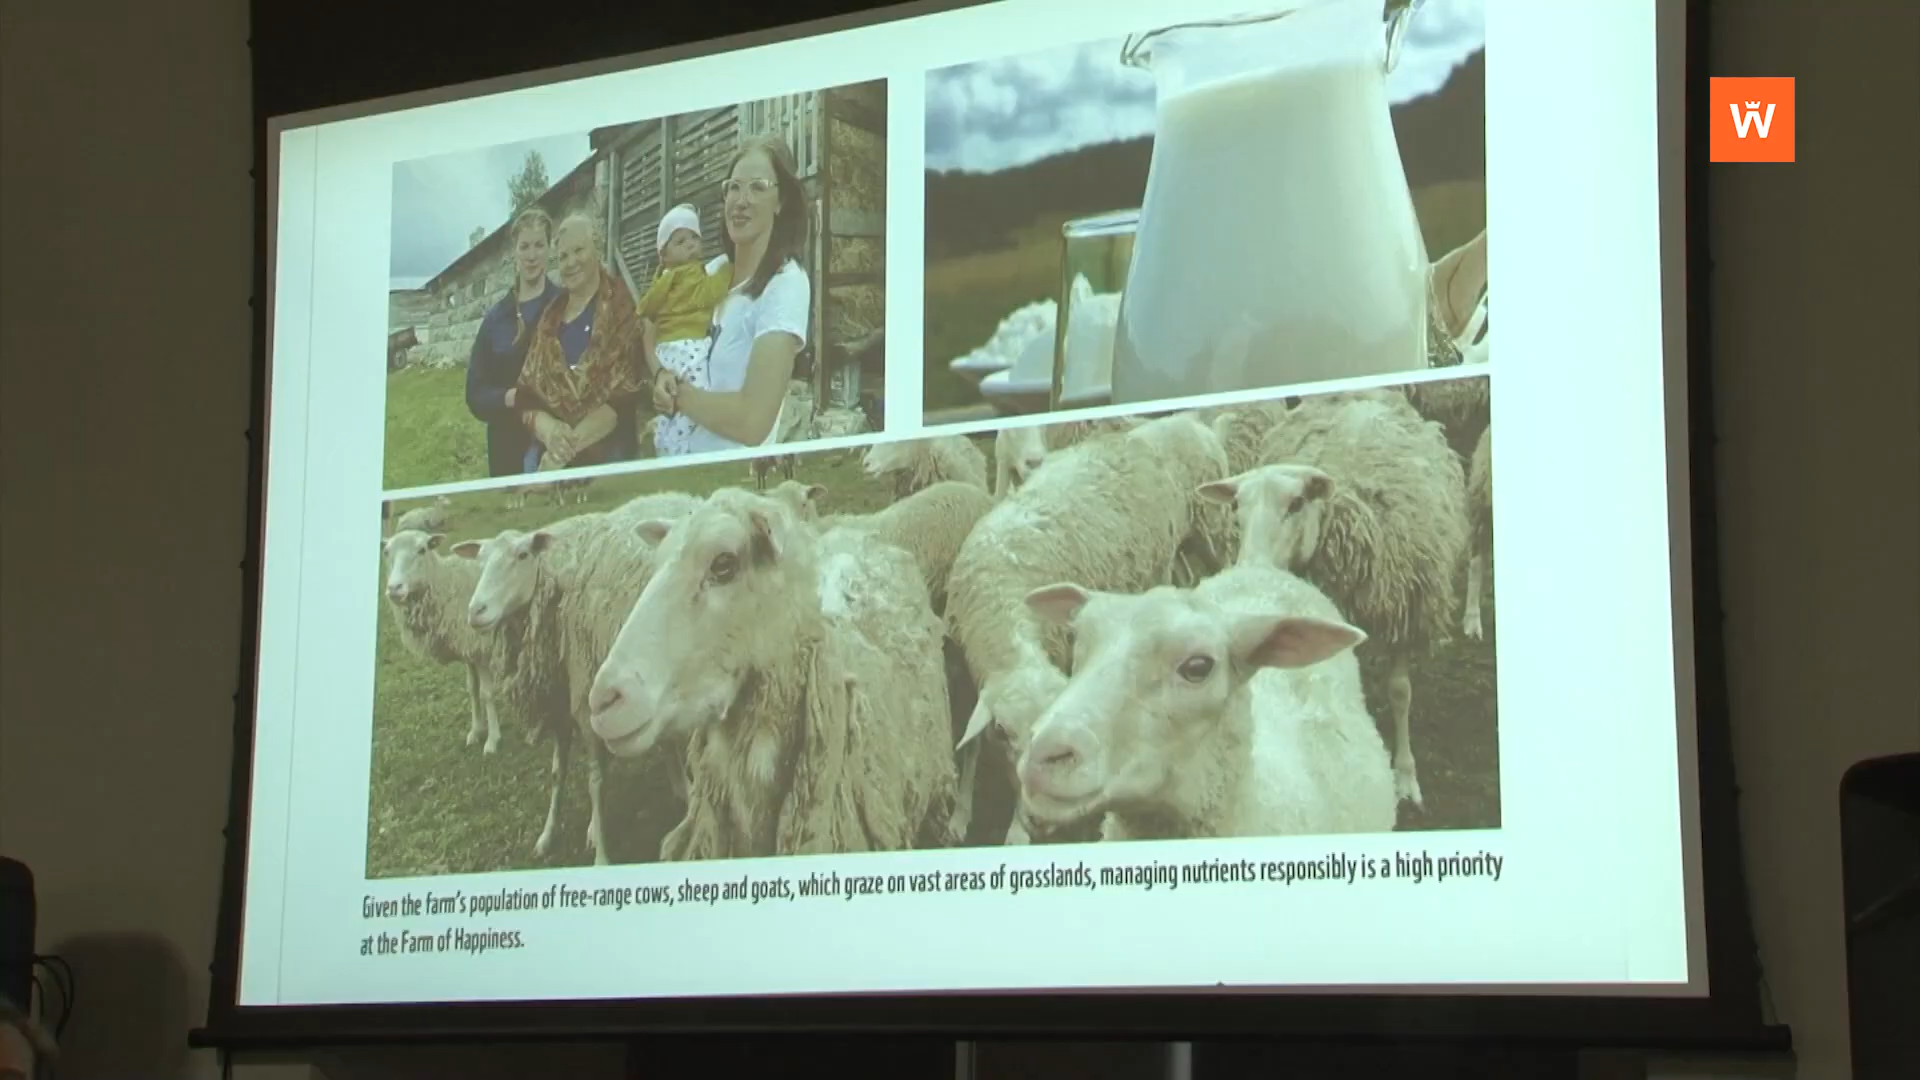 W
Given the farm's population of free-range cows, sheep and goats, which graze on vast areas of grasslands, managing nutrients responsibly is a high priority
at the Farm of Happiness.